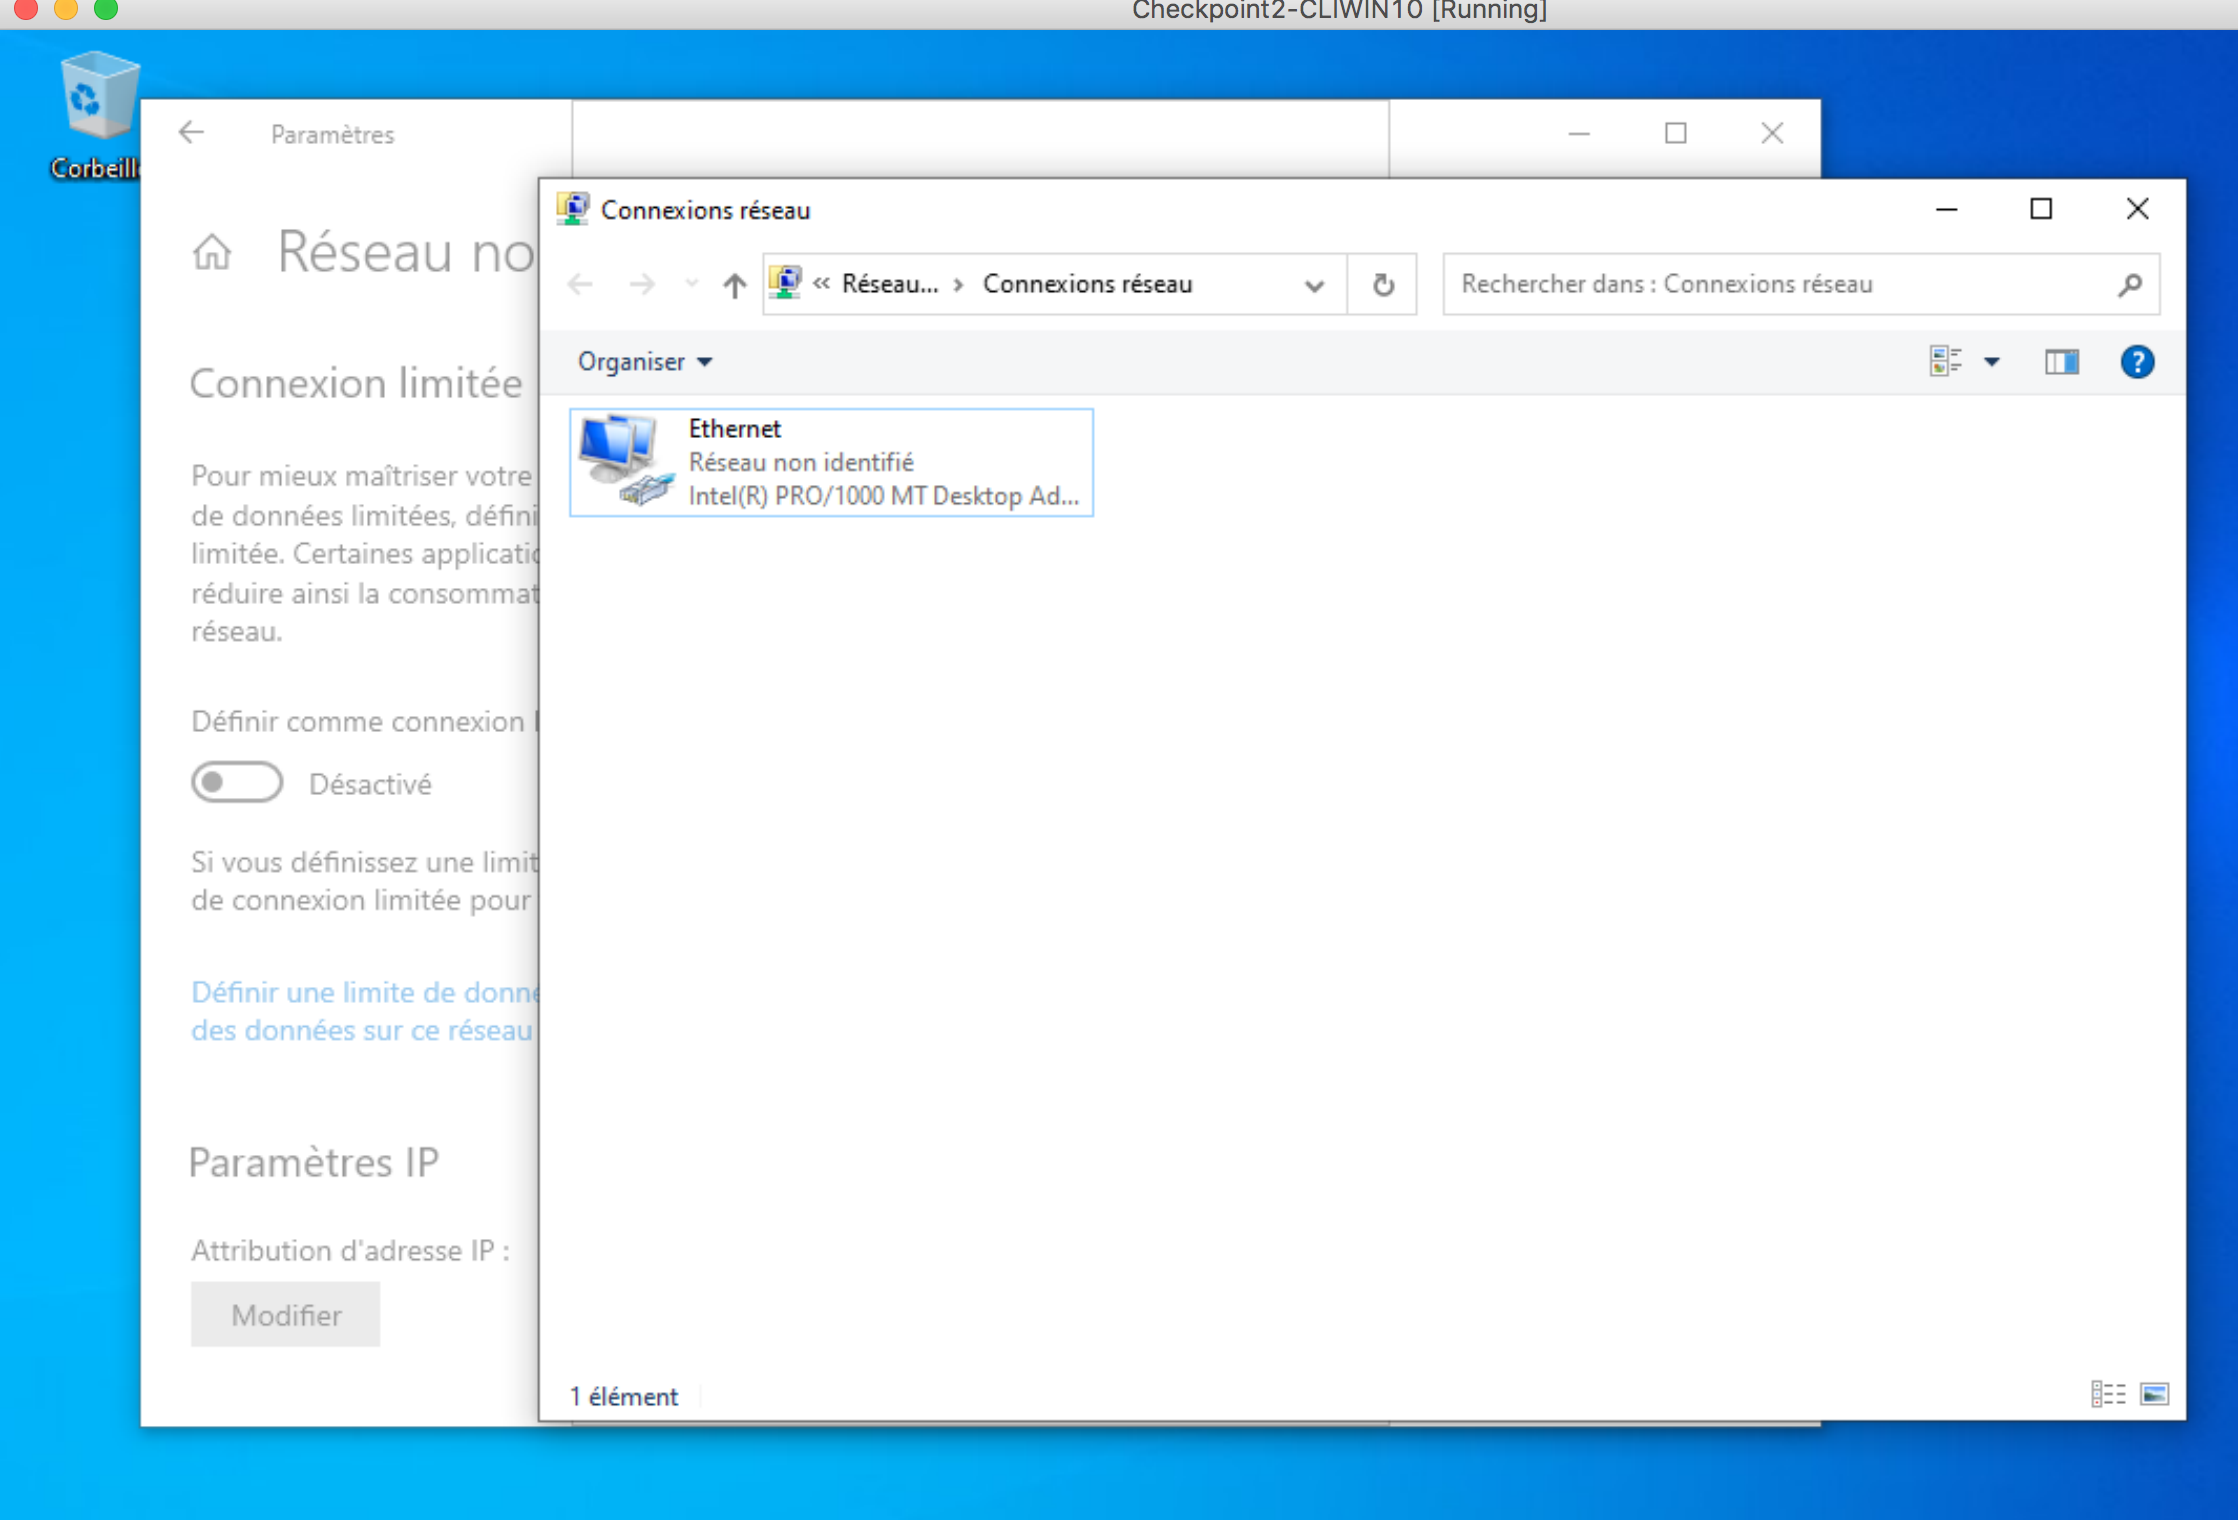 Checkpoint2-CLIWIN10 [Running]
Paramètres
Connexions réseau
Réseau no
« Réseau... › Connexions réseau
Rechercher dans : Connexions réseau
Organiser
Connexion limitée
Ethernet
Réseau non identifié
Intel(R) PRO/1000 MT Desktop Ad...
Pour mieux maîtriser votre
de données limitées, défini
limitée. Certaines applicatio
réduire ainsi la consommat
réseau.
Définir comme connexion
Désactivé
Si vous définissez une limit
de connexion limitée pour
Définir une limite de donné
des données sur ce réseau
Paramètres IP
Attribution d'adresse IP :
Modifier
1 élément